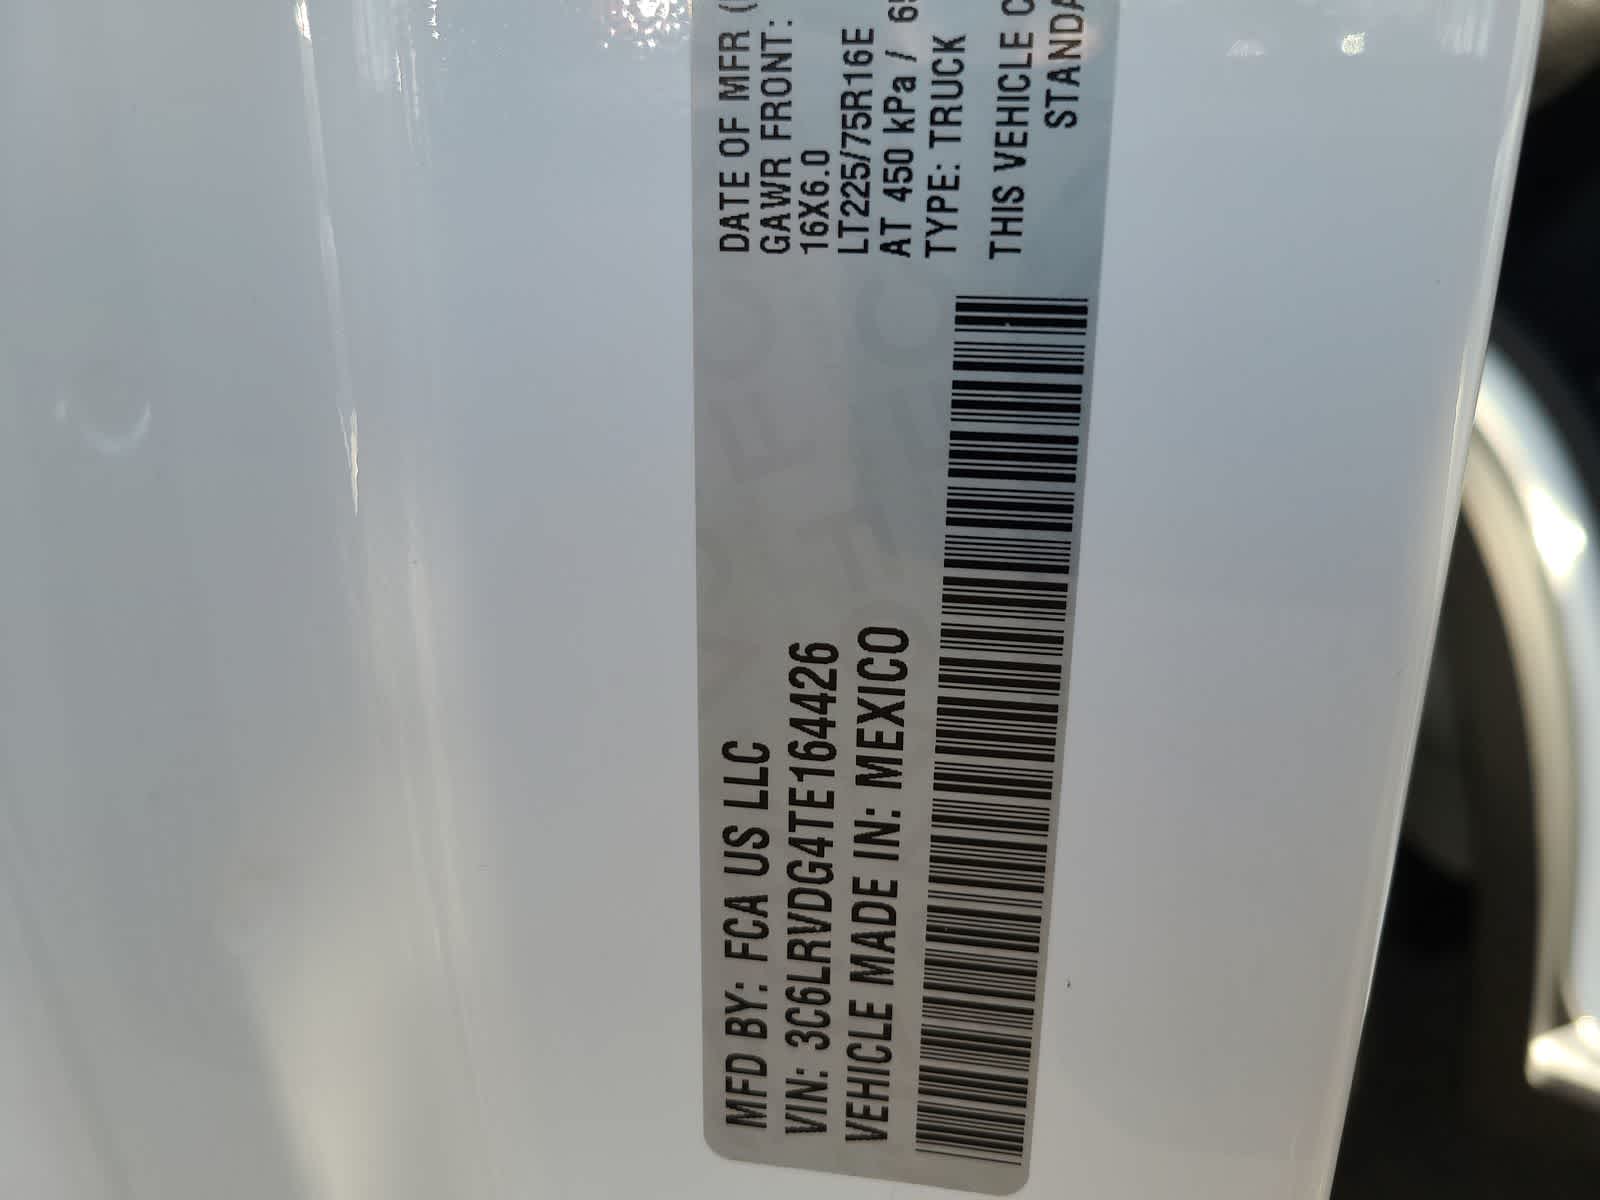 MFD BY: FCA US LLC
VIN: 3C6LRVDG4TE164426
VEHICLE MADE IN: MEXICO
DATE OF MFR
GAWR FRONT:
16X6.0
LT225/75R16E
AT 450 kPa /
TYPE: TRUCK
THIS VEHICLE